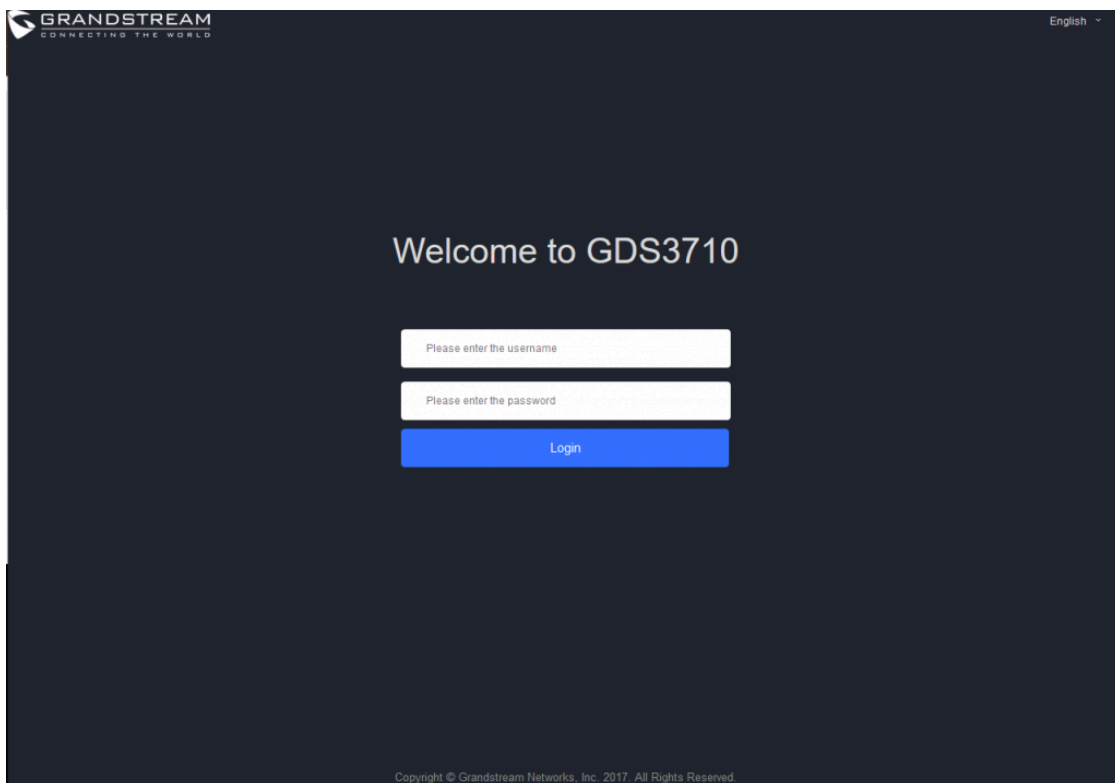 GRANDSTREAM
CONNECTING THE WORLD
English
Welcome to GDS3710
Please enter the username
Please enter the password
Login
Copyright © Grandstream Networks, Inc. 2017. All Rights Reserved.